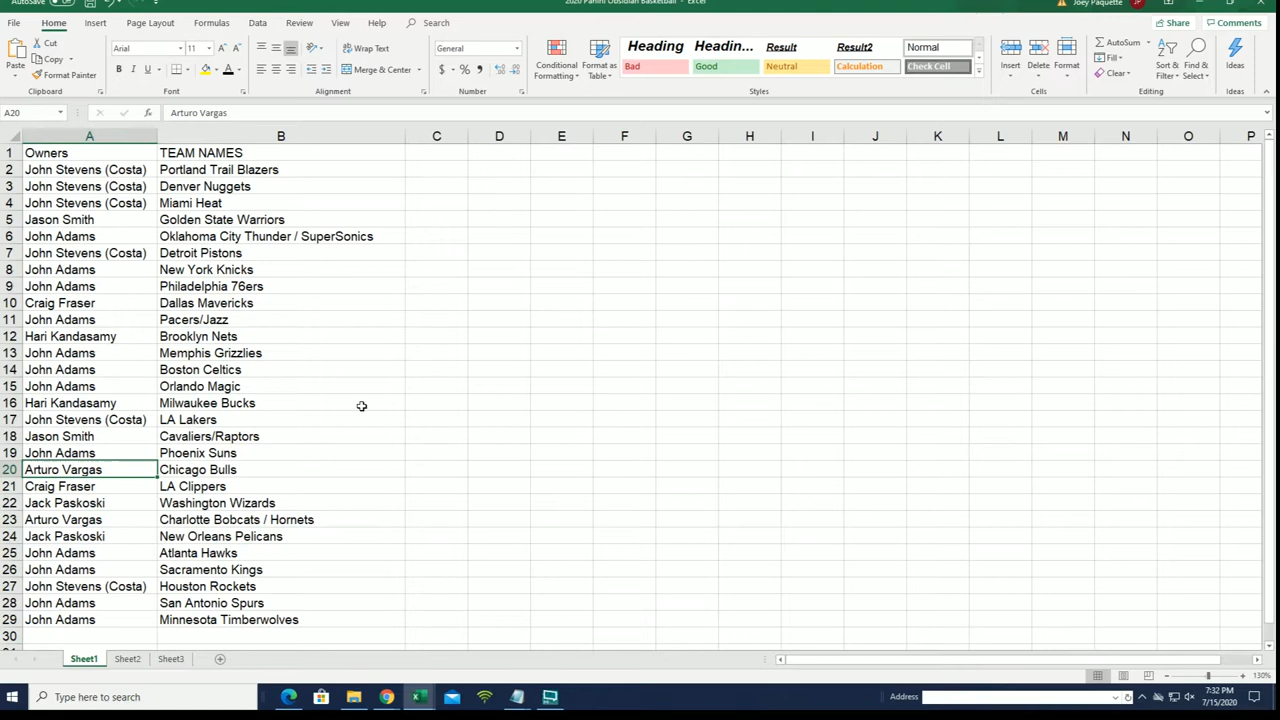 AutoSave Off 2020 Panini Obsidian Basketball - Excel Joey Paquette JP
File Home Insert Page Layout Formulas Data Review View Help Search Share Comments
Paste Cut Copy Format Painter Clipboard
Arial 11 Font
Wrap Text Merge & Center Alignment
General Number
Conditional Formatting Format as Table
Heading Headin... Result Result2 Normal
Bad Good Neutral Calculation Check Cell
Styles
Insert Delete Format Cells
AutoSum Fill Clear Sort & Filter Find & Select Editing
Ideas Ideas
A20 fx Arturo Vargas
A B C D E F G H I J K L M N O P
1 Owners TEAM NAMES
2 John Stevens (Costa) Portland Trail Blazers
3 John Stevens (Costa) Denver Nuggets
4 John Stevens (Costa) Miami Heat
5 Jason Smith Golden State Warriors
6 John Adams Oklahoma City Thunder / SuperSonics
7 John Stevens (Costa) Detroit Pistons
8 John Adams New York Knicks
9 John Adams Philadelphia 76ers
10 Craig Fraser Dallas Mavericks
11 John Adams Pacers/Jazz
12 Hari Kandasamy Brooklyn Nets
13 John Adams Memphis Grizzlies
14 John Adams Boston Celtics
15 John Adams Orlando Magic
16 Hari Kandasamy Milwaukee Bucks
17 John Stevens (Costa) LA Lakers
18 Jason Smith Cavaliers/Raptors
19 John Adams Phoenix Suns
20 Arturo Vargas Chicago Bulls
21 Craig Fraser LA Clippers
22 Jack Paskoski Washington Wizards
23 Arturo Vargas Charlotte Bobcats / Hornets
24 Jack Paskoski New Orleans Pelicans
25 John Adams Atlanta Hawks
26 John Adams Sacramento Kings
27 John Stevens (Costa) Houston Rockets
28 John Adams San Antonio Spurs
29 John Adams Minnesota Timberwolves
30
Sheet1 Sheet2 Sheet3
130%
Type here to search Address 7:32 PM
7/15/2020